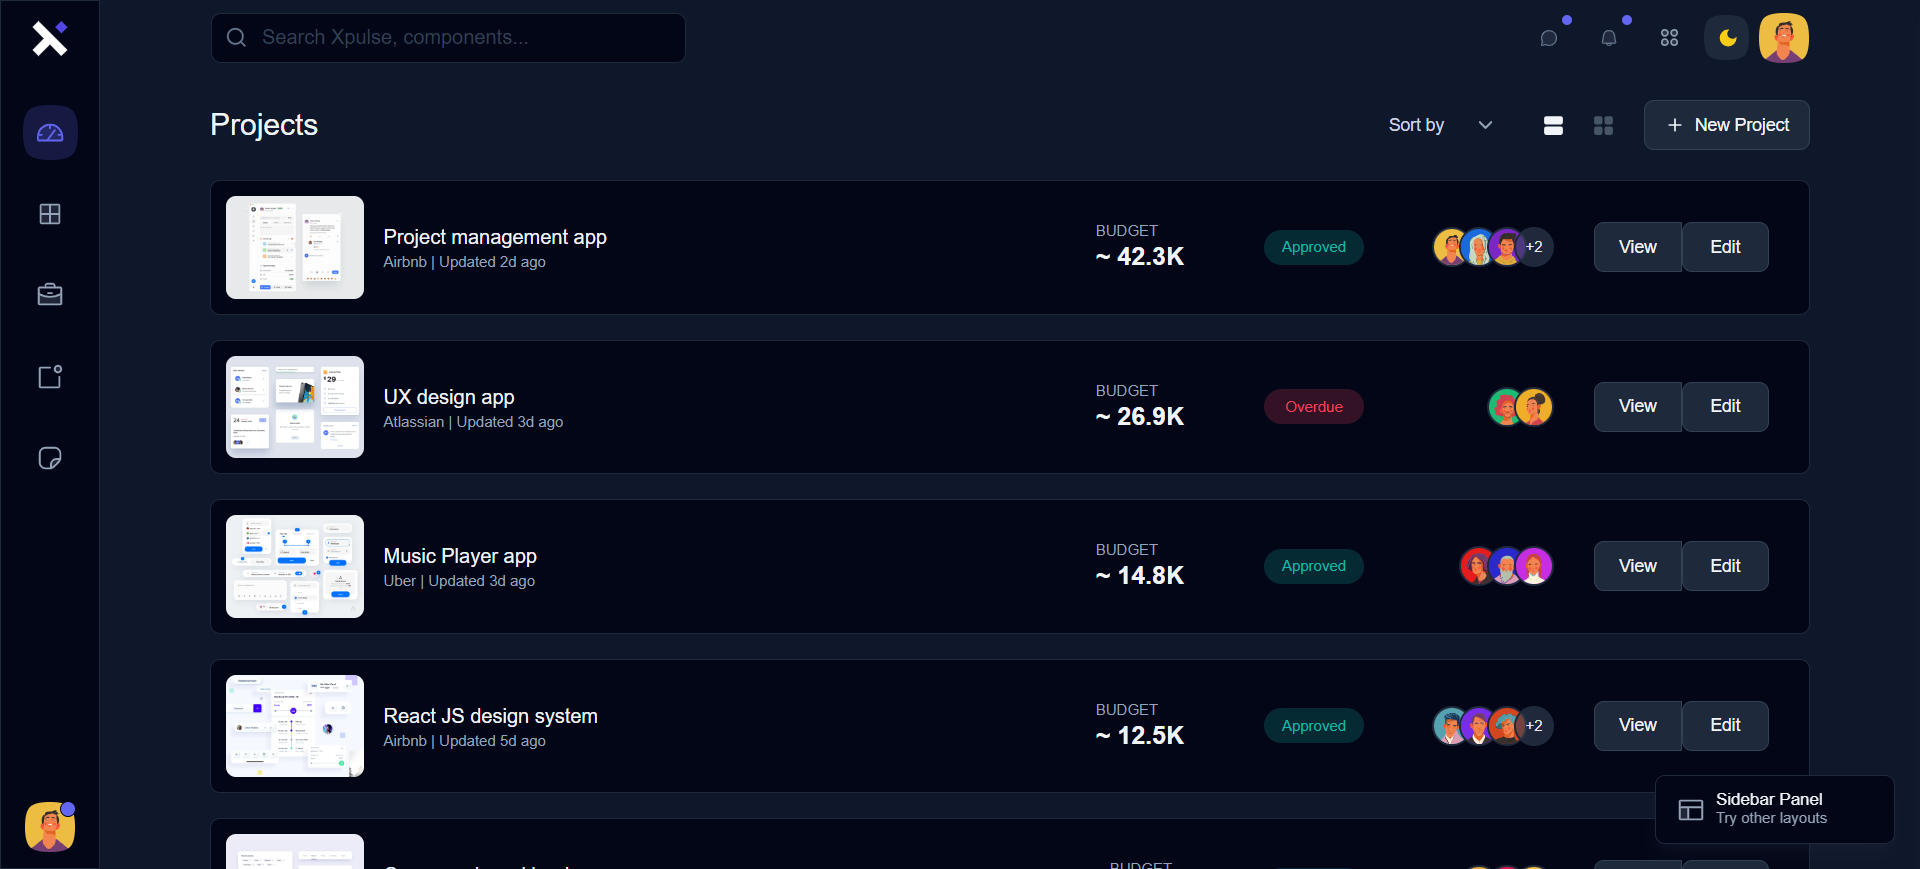 Search Xpulse, components...
Projects
Sort by
New Project
Project management app
Airbnb | Updated 2d ago
BUDGET
~ 42.3K
Approved
+2
View
Edit
UX design app
Atlassian | Updated 3d ago
BUDGET
~ 26.9K
Overdue
View
Edit
Music Player app
Uber | Updated 3d ago
BUDGET
~ 14.8K
Approved
View
Edit
React JS design system
Airbnb | Updated 5d ago
BUDGET
~ 12.5K
Approved
+2
View
Edit
Sidebar Panel
Try other layouts
BUDGET